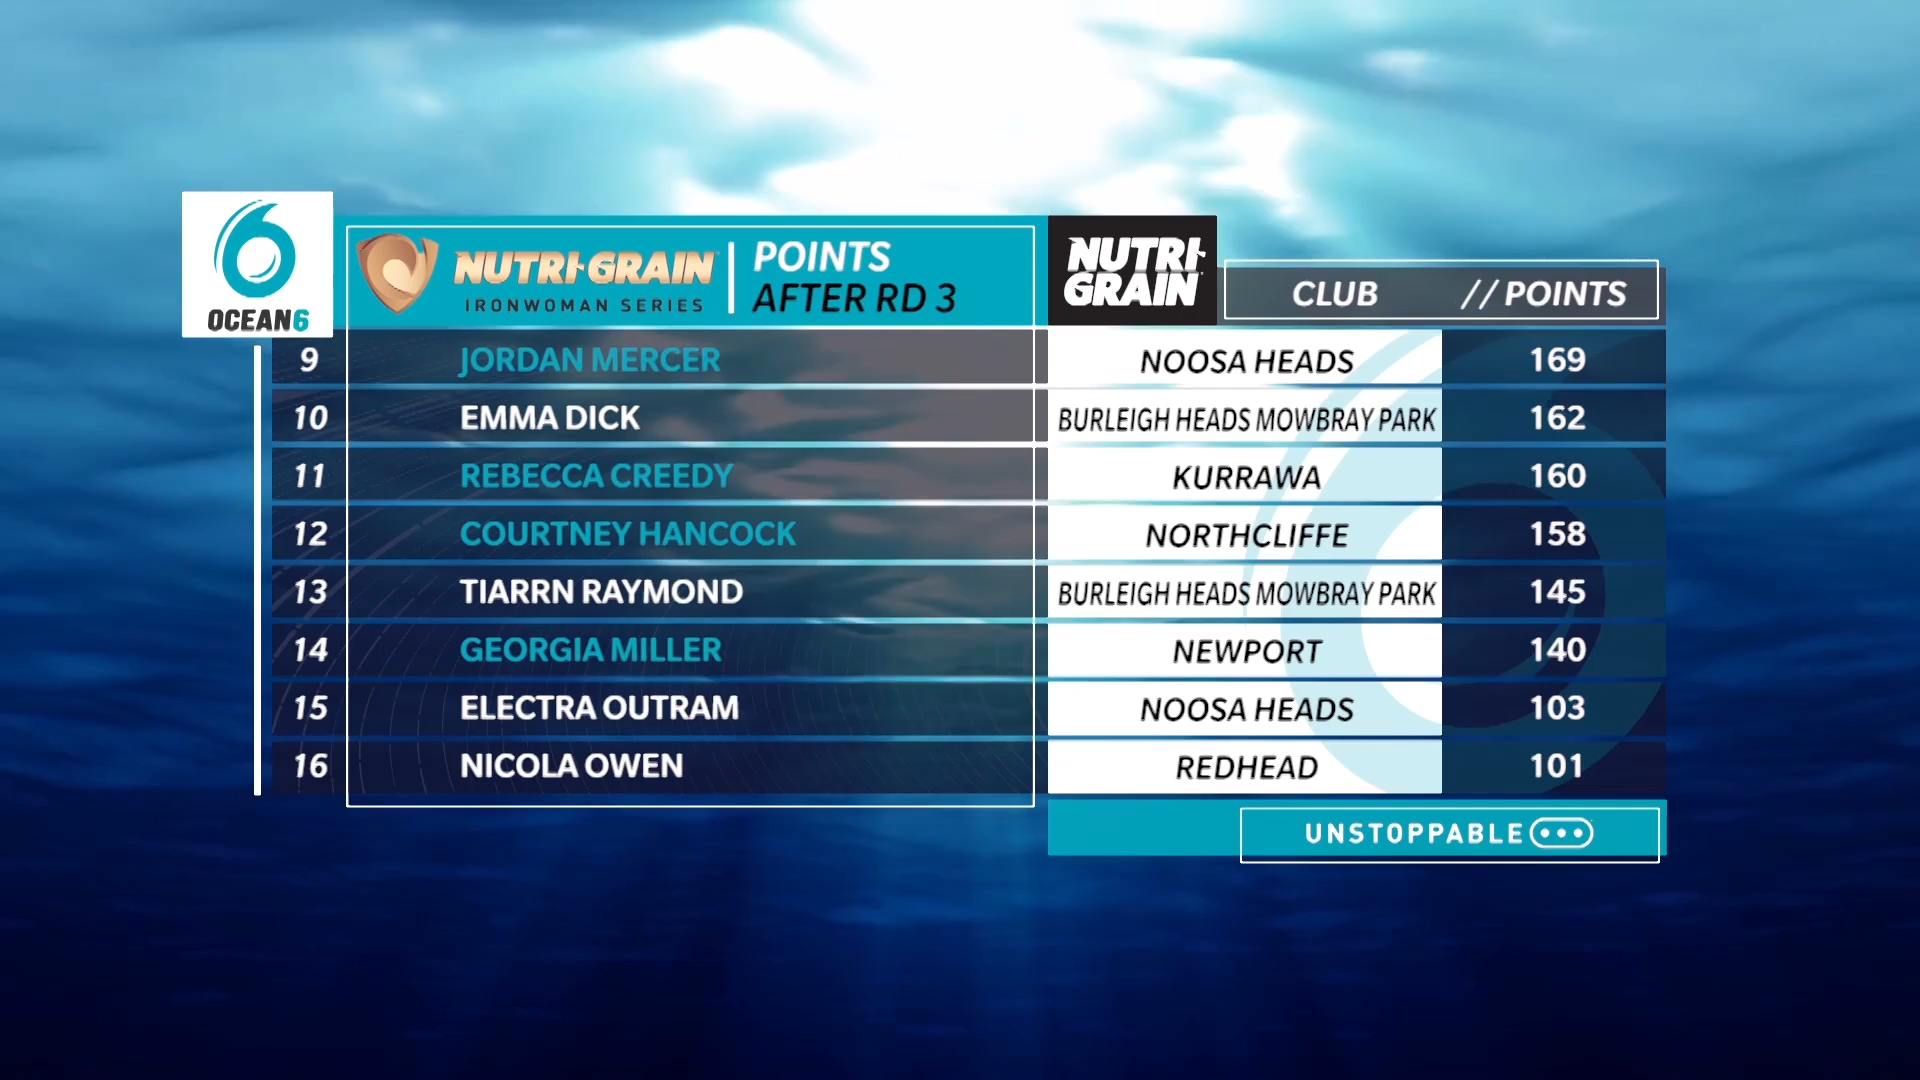 6
OCEAN6
NUTRI-GRAIN
IRONWOMAN SERIES
POINTS
AFTER RD 3
NUTRI-
GRAIN
CLUB // POINTS
9 JORDAN MERCER NOOSA HEADS 169
10 EMMA DICK BURLEIGH HEADS MOWBRAY PARK 162
11 REBECCA CREEDY KURRAWA 160
12 COURTNEY HANCOCK NORTHCLIFFE 158
13 TIARRN RAYMOND BURLEIGH HEADS MOWBRAY PARK 145
14 GEORGIA MILLER NEWPORT 140
15 ELECTRA OUTRAM NOOSA HEADS 103
16 NICOLA OWEN REDHEAD 101
UNSTOPPABLE